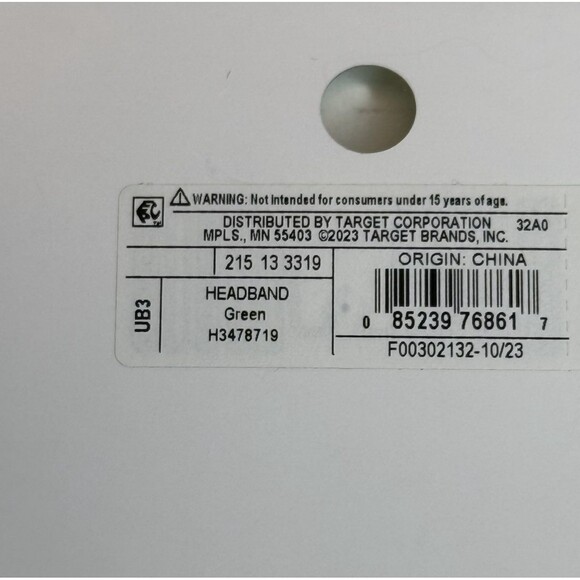 WARNING: Not Intended for consumers under 15 years of age.
DISTRIBUTED BY TARGET CORPORATION 32A0
MPLS., MN 55403 ©2023 TARGET BRANDS, INC.
215 13 3319
ORIGIN: CHINA
UB3
HEADBAND
Green
H3478719
0 85239 76861 7
F00302132-10/23